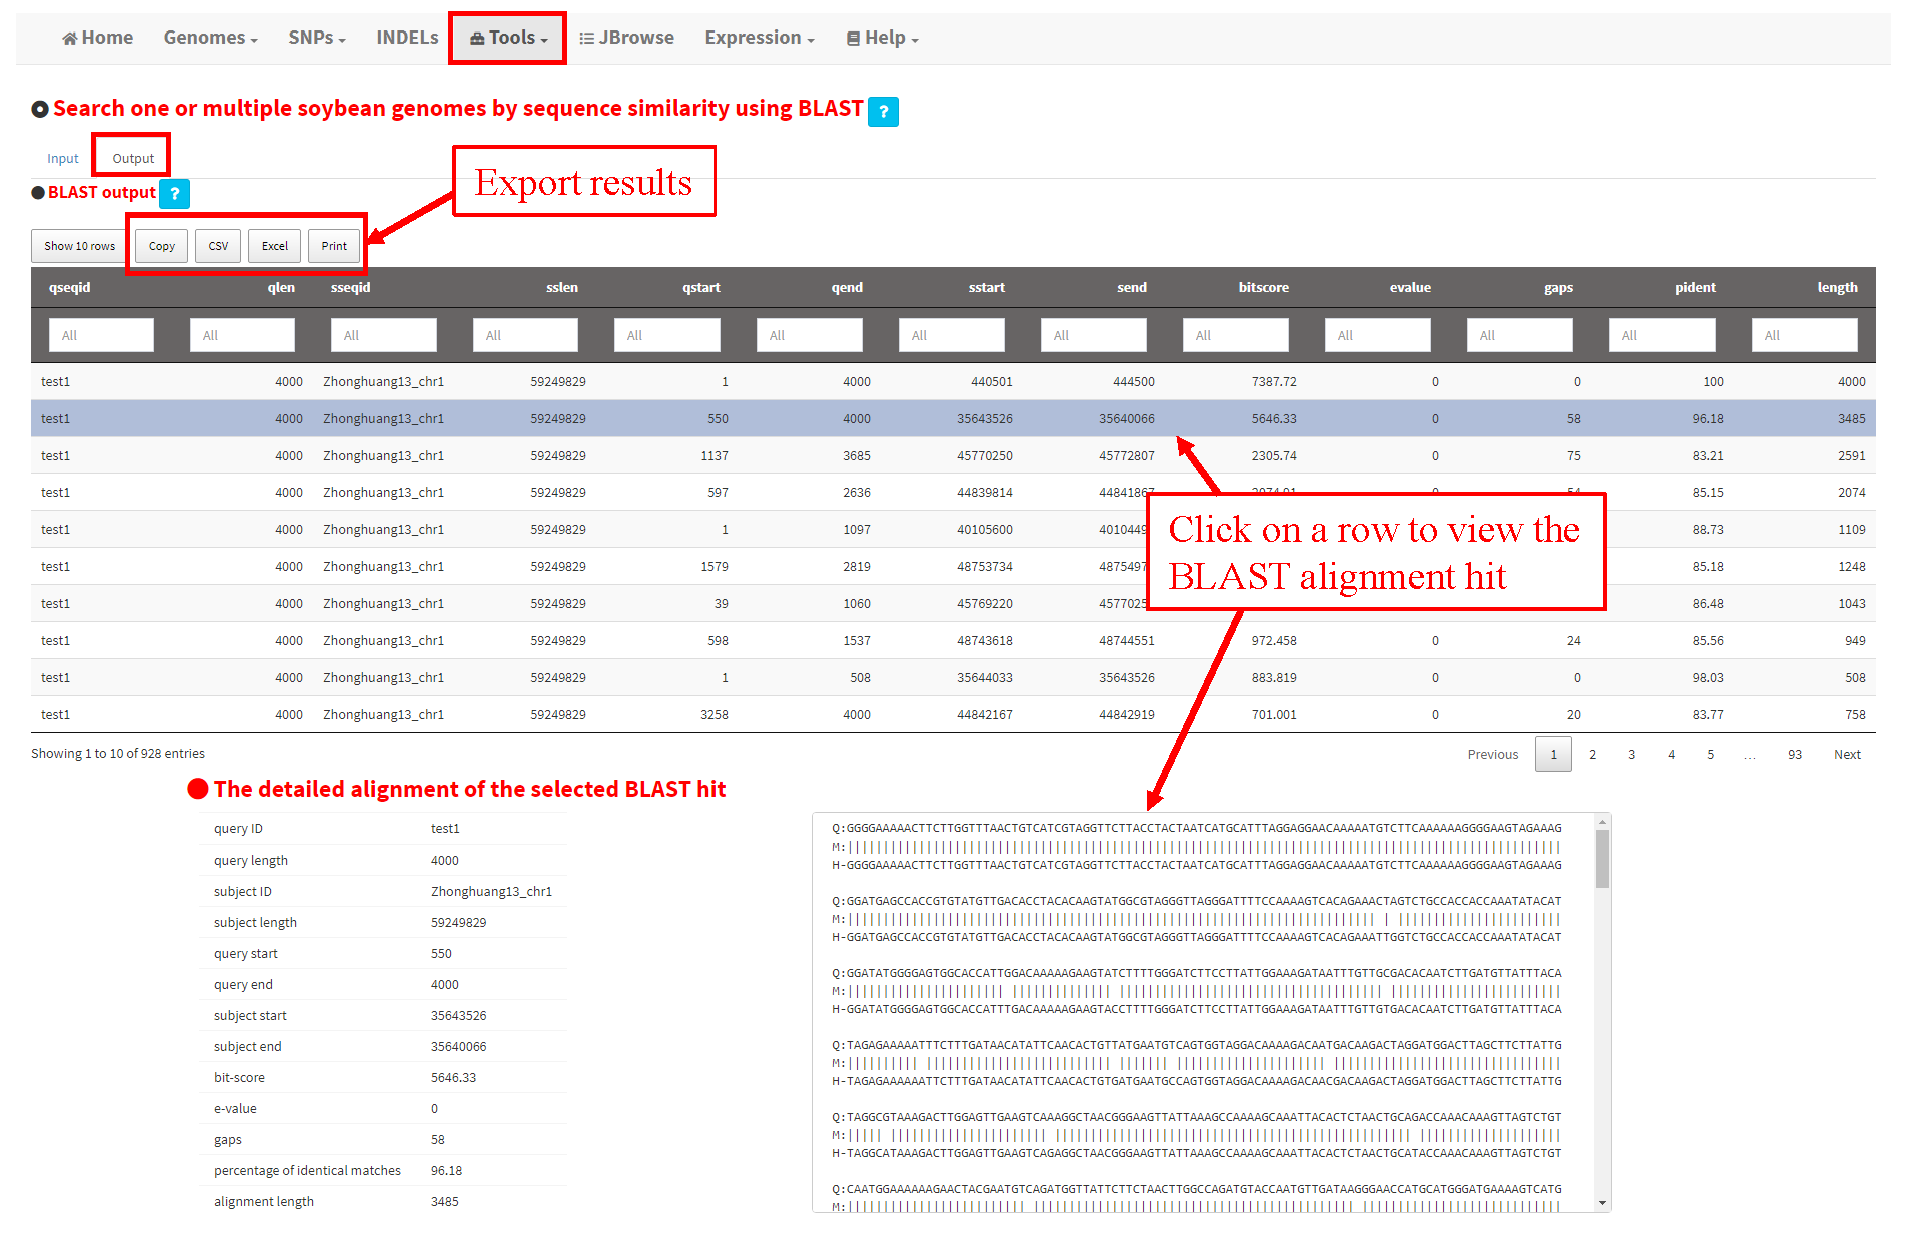 Home Genomes SNPs INDELs Tools JBrowse Expression Help
Search one or multiple soybean genomes by sequence similarity using BLAST ?
Input Output
BLAST output ?
Export results
Show 10 rows Copy CSV Excel Print
qseqid qlen sseqid sslen qstart qend sstart send bitscore evalue gaps pident length
All All All All All All All All All All All All All
test1 4000 Zhonghuang13_chr1 59249829 1 4000 440501 444500 7387.72 0 0 100 4000
test1 4000 Zhonghuang13_chr1 59249829 550 4000 35643526 35640066 5646.33 0 58 96.18 3485
test1 4000 Zhonghuang13_chr1 59249829 1137 3685 45770250 45772807 2305.74 0 75 83.21 2591
test1 4000 Zhonghuang13_chr1 59249829 597 2636 44839814 85.15 2074
test1 4000 Zhonghuang13_chr1 59249829 1 1097 40105600 88.73 1109
test1 4000 Zhonghuang13_chr1 59249829 1579 2819 48753734 85.18 1248
test1 4000 Zhonghuang13_chr1 59249829 39 1060 45769220 86.48 1043
test1 4000 Zhonghuang13_chr1 59249829 598 1537 48743618 48744551 972.458 0 24 85.56 949
test1 4000 Zhonghuang13_chr1 59249829 1 508 35644033 35643526 883.819 0 0 98.03 508
test1 4000 Zhonghuang13_chr1 59249829 3258 4000 44842167 44842919 701.001 0 20 83.77 758
Click on a row to view the
BLAST alignment hit
Showing 1 to 10 of 928 entries
Previous 1 2 3 4 5 ... 93 Next
The detailed alignment of the selected BLAST hit
query ID test1
query length 4000
subject ID Zhonghuang13_chr1
subject length 59249829
query start 550
query end 4000
subject start 35643526
subject end 35640066
bit-score 5646.33
e-value 0
gaps 58
percentage of identical matches 96.18
alignment length 3485
Q:GGGGAAAAACTTCTTGGTTTAACTGTCATCGTAGGTTCTTACCTACTAATCATGCATTTAGGAGGAACAAAAATGTCTTCAAAAAAGGGGAAGTAGAAAG
M:
H-GGGGAAAAACTTCTTGGTTTAACTGTCATCGTAGGTTCTTACCTACTAATCATGCATTTAGGAGGAACAAAAATGTCTTCAAAAAAGGGGAAGTAGAAAG
Q:GGATGAGCCACCGTGTATGTTGACACCTACACAAGTATGGCGTAGGGTTAGGGATTTTCCAAAAGTCACAGAAACTAGTCTGCCACCACCAAATATACAT
M:
H-GGATGAGCCACCGTGTATGTTGACACCTACACAAGTATGGCGTAGGGTTAGGGATTTTCCAAAAGTCACAGAAATTGGTCTGCCACCACCAAATATACAT
Q:GGATATGGGGAGTGGCACCATTGGACAAAAAGAAGTATCTTTTGGGATCTTCCTTATTGGAAAGATAATTTGTTGCGACACAATCTTGATGTTATTTACA
M:
H-GGATATGGGGAGTGGCACCATTTGACAAAAAGAAGTACCTTTTGGGATCTTCCTTATTGGAAAGATAATTTGTTGTGACACAATCTTGATGTTATTTACA
Q:TAGAGAAAAATTTCTTTGATAACATATTCAACACTGTTATGAATGTCAGTGGTAGGACAAAAGACAATGACAAGACTAGGATGGACTTAGCTTCTTATTG
M:
H-TAGAGAAAAAATTCTTTGATAACATATTCAACACTGTGATGAATGCCAGTGGTAGGACAAAAGACAACGACAAGACTAGGATGGACTTAGCTTCTTATTG
Q:TAGGCGTAAAGACTTGGAGTTGAAGTCAAAGGCTAACGGGAAGTTATTAAAGCCAAAAGCAAATTACACTCTAACTGCAGACCAAACAAAGTTAGTCTGT
M:
H-TAGGCATAAAGACTTGGAGTTGAAGTCAGAGGCTAACGGGAAGTTATTAAAGCCAAAAGCAAATTACACTCTAACTGCATACCAAACAAAGTTAGTCTGT
Q:CAATGGAAAAAAGAACTACGAATGTCAGATGGTTATTCTTCTAACTTGGCCAGATGTACCAATGTTGATAAGGGAACCATGCATGGGATGAAAAGTCATG
M: